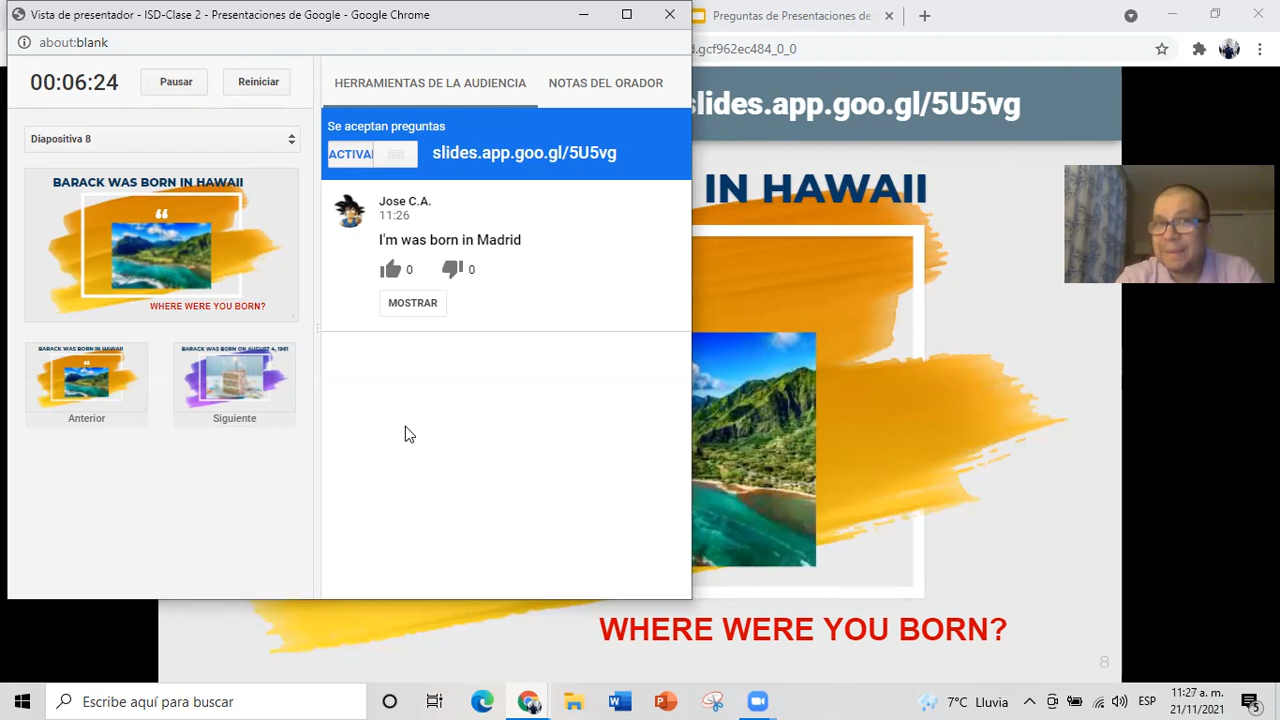 Vista de presentador - ISD-Clase 2 - Presentaciones de Google - Google Chrome
Preguntas de Presentaciones de
about:blank
d.gcf962ec484_0_0
00:06:24
Pausar
Reiniciar
HERRAMIENTAS DE LA AUDIENCIA
NOTAS DEL ORADOR
slides.app.goo.gl/5U5vg
Se aceptan preguntas
ACTIVA
slides.app.goo.gl/5U5vg
Diapositiva 8
BARACK WAS BORN IN HAWAII
“
WHERE WERE YOU BORN?
Jose C.A.
11:26
I'm was born in Madrid
0
0
MOSTRAR
IN HAWAII
BARACK WAS BORN IN HAWAII
BARACK WAS BORN ON AUGUST 4, 1961
Anterior
Siguiente
WHERE WERE YOU BORN?
8
Escribe aquí para buscar
7°C Lluvia
ESP
11:27 a. m.
21/11/2021
5